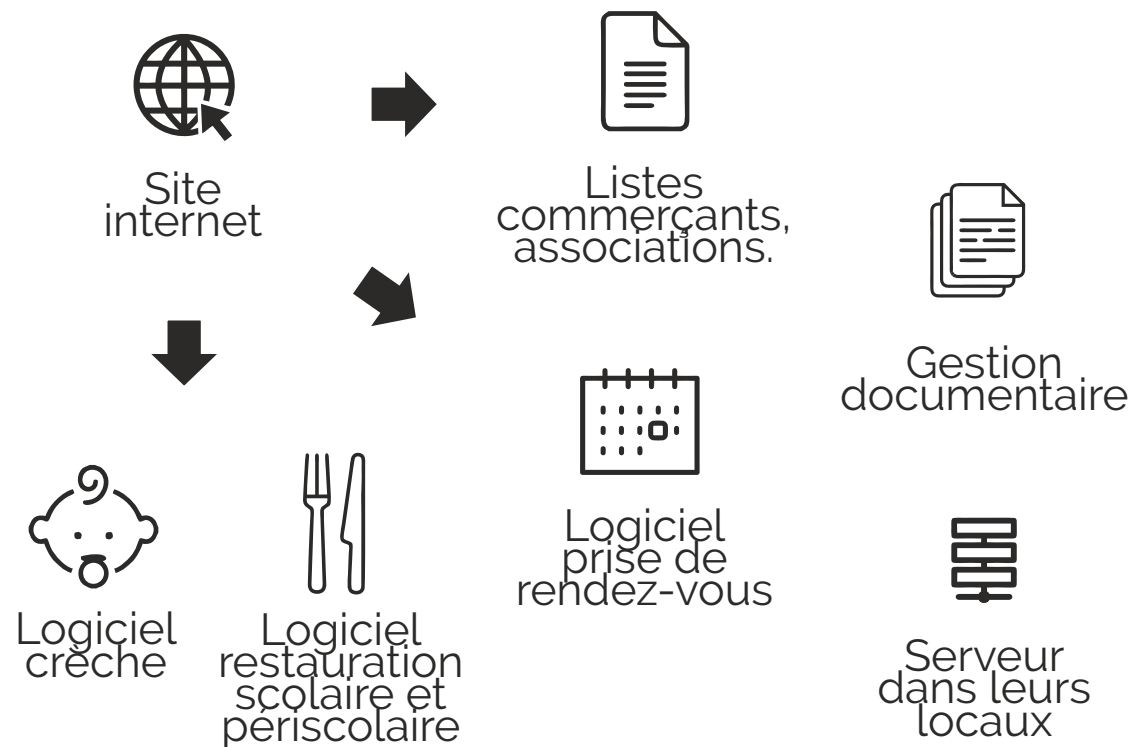 Site
internet
Listes
commerçants,
associations.
Gestion
documentaire
Logiciel
prise de
rendez-vous
Logiciel
crèche
Logiciel
restauration
scolaire et
périscolaire
Serveur
dans leurs
locaux